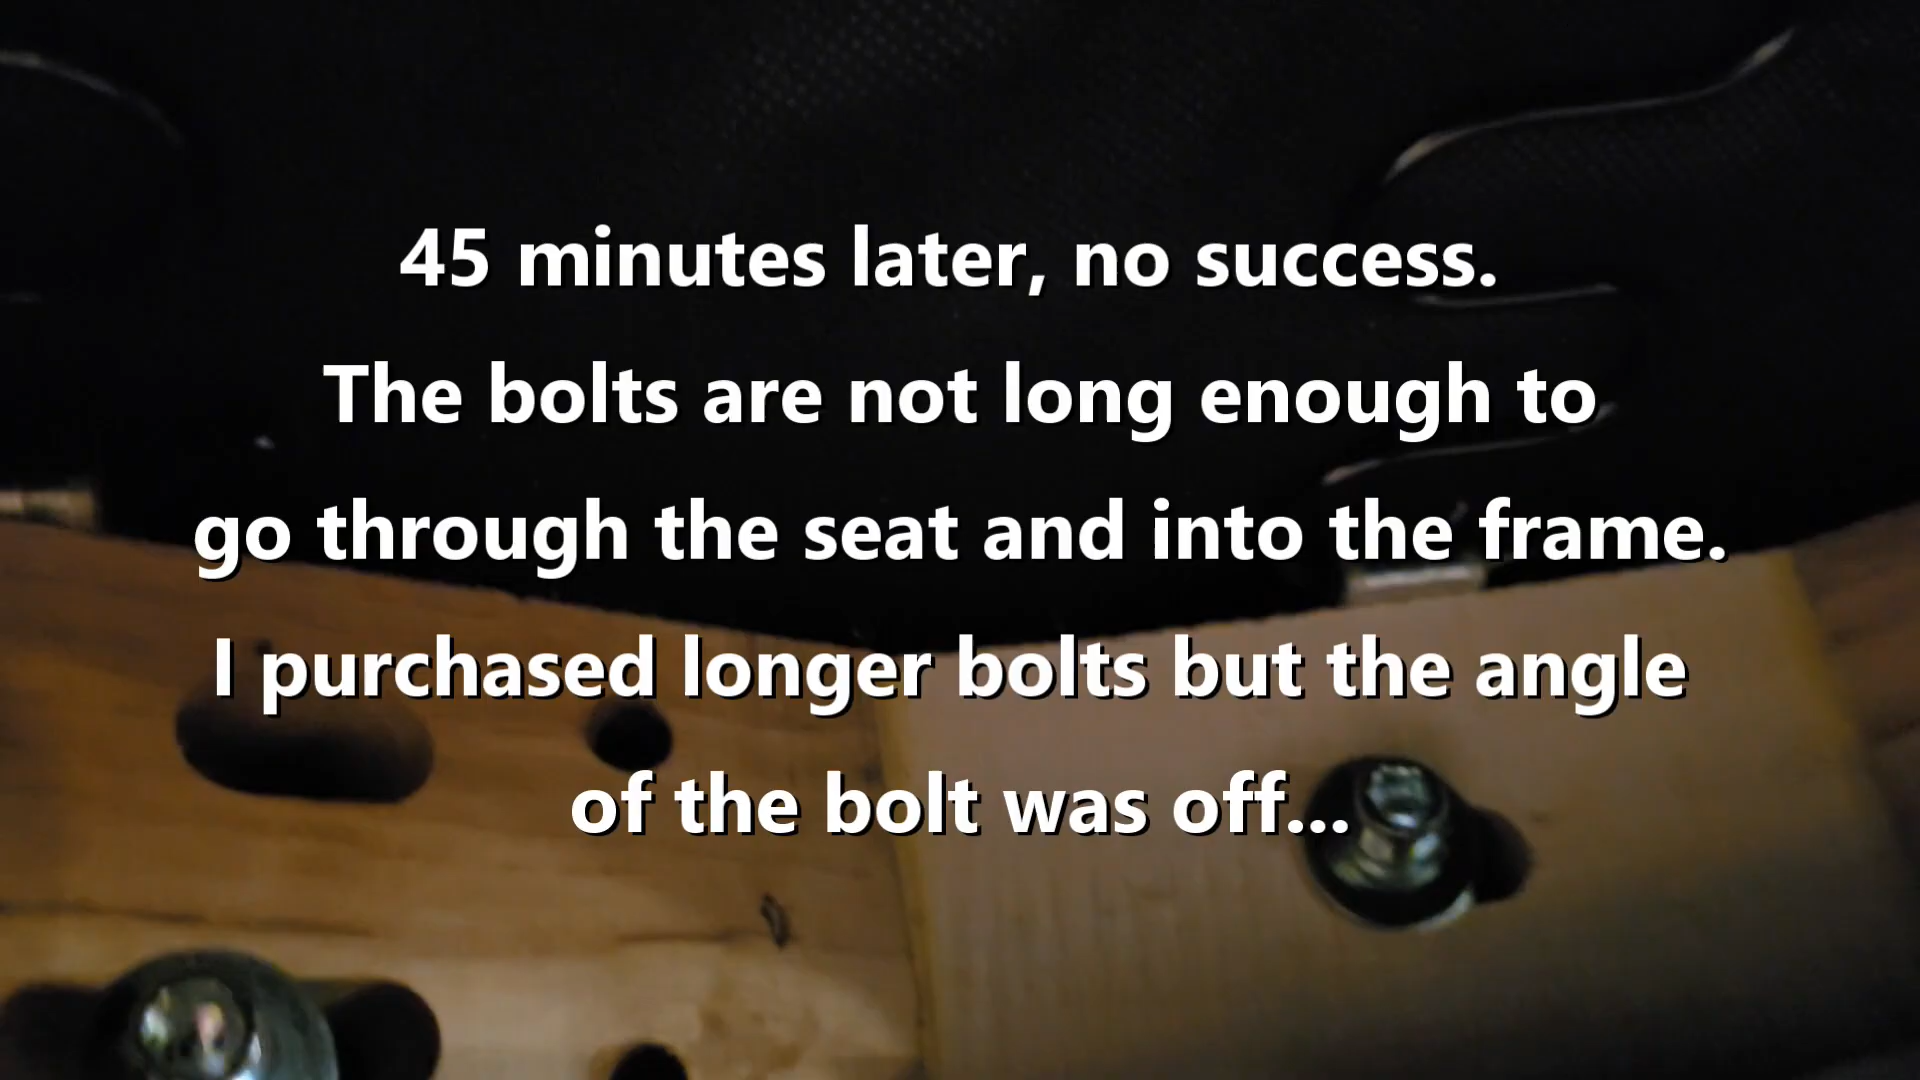 45 minutes later, no success.
The bolts are not long enough to
go through the seat and into the frame.
I purchased longer bolts but the angle
of the bolt was off...